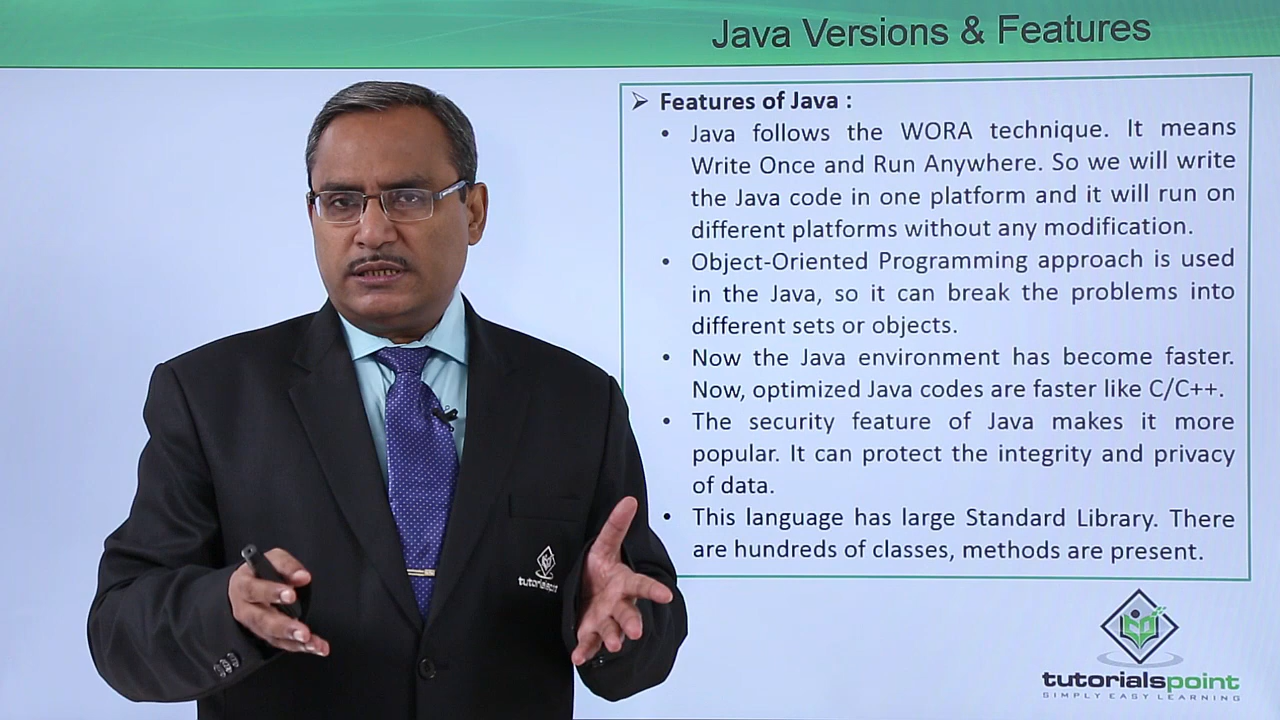 Java Versions & Features
➢ Features of Java :
• Java follows the WORA technique. It means
Write Once and Run Anywhere. So we will write
the Java code in one platform and it will run on
different platforms without any modification.
• Object-Oriented Programming approach is used
in the Java, so it can break the problems into
different sets or objects.
• Now the Java environment has become faster.
Now, optimized Java codes are faster like C/C++.
• The security feature of Java makes it more
popular. It can protect the integrity and privacy
of data.
• This language has large Standard Library. There
are hundreds of classes, methods are present.
tutorialspoint
tutorialspoint
SIMPLY EASY LEARNING